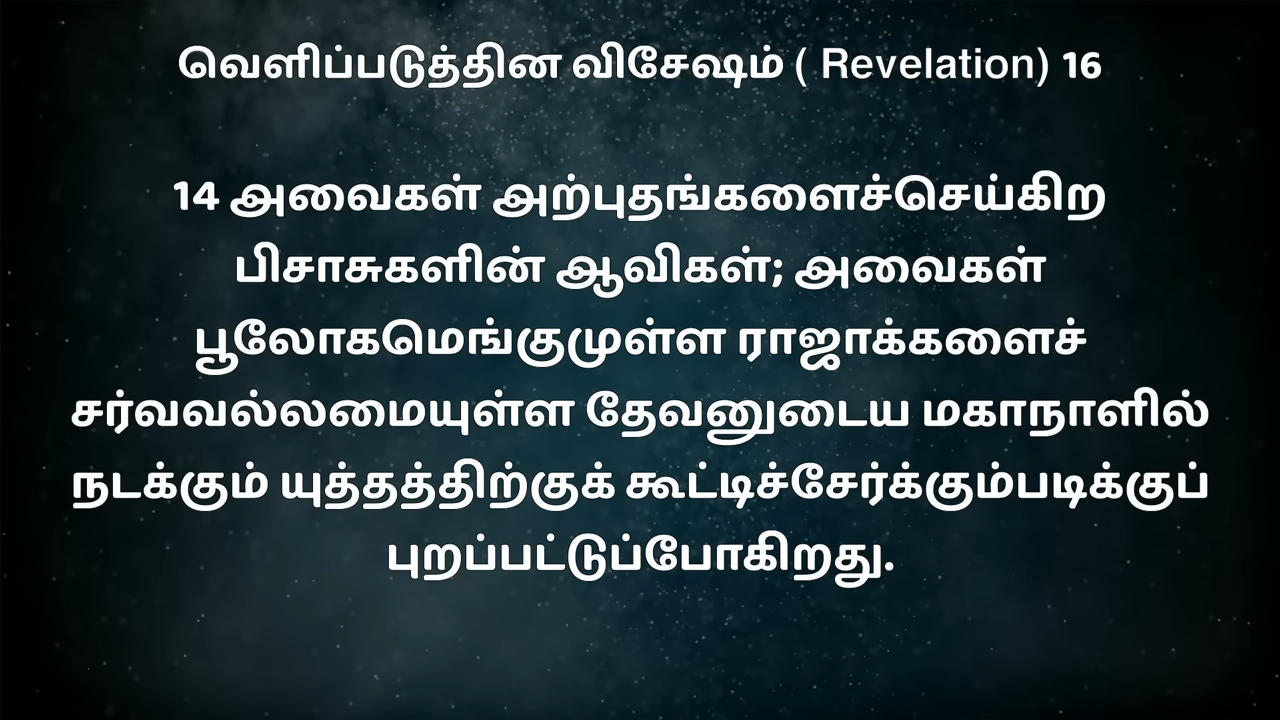 வெளிப்படுத்தின விசேஷம் ( Revelation) 16
14 அவைகள் அற்புதங்களைச்செய்கிற
பிசாசுகளின் ஆவிகள்; அவைகள்
பூலோகமெங்குமுள்ள ராஜாக்களைச்
சர்வவல்லமையுள்ள தேவனுடைய மகாநாளில்
நடக்கும் யுத்தத்திற்குக் கூட்டிச்சேர்க்கும்படிக்குப்
புறப்பட்டுப்போகிறது.